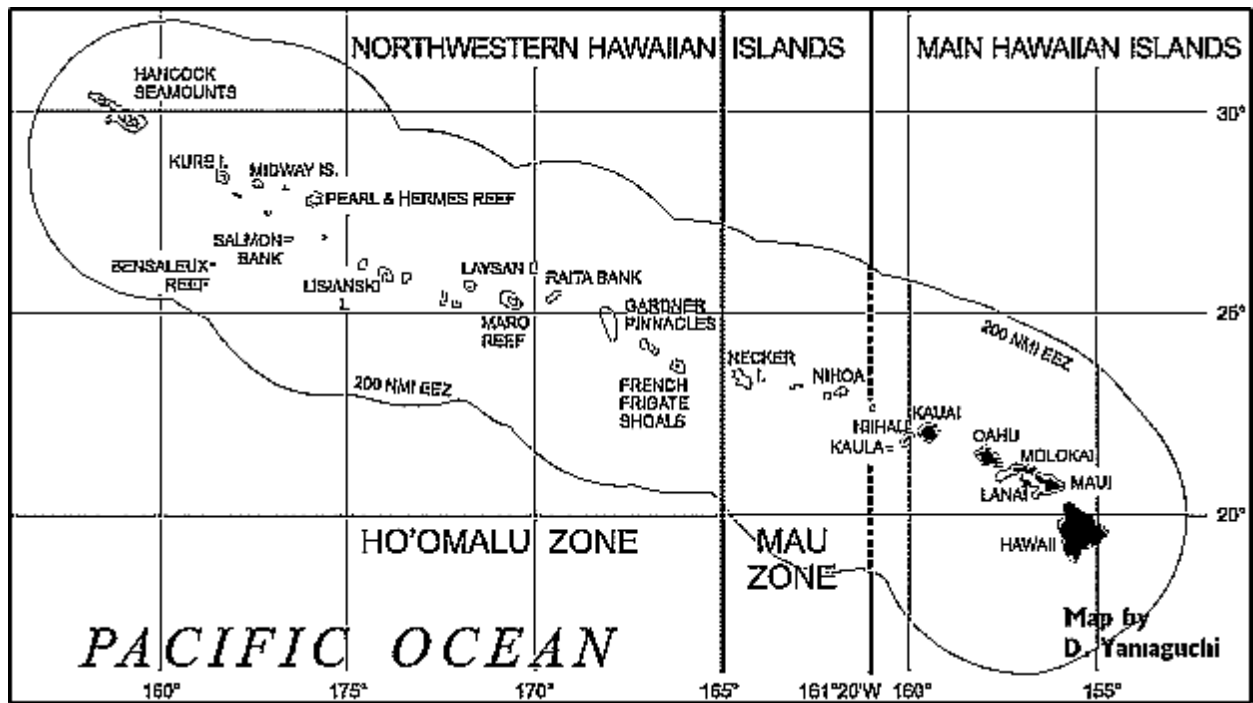 NORTHWESTERN HAWAIIAN ISLANDS
MAIN HAWAIIAN ISLANDS
HANCOCK
SEAMOUNTS
30°
KURE I.
MIDWAY IS.
PEARL & HERMES REEF
SALMON
BANK
BENSALEUX
REEF
LISIANSKI
LAYSAN
RAITA BANK
MARO
REEF
GARDNER
PINNACLES
25°
200 NMI EEZ
200 NMI EEZ
FRENCH
FRIGATE
SHOALS
NECKER I.
NIHOA
NIIHAU
KAUAI
KAULA
OAHU
MOLOKAI
LANAI
MAUI
20°
HAWAII
HO'OMALU ZONE
MAU
ZONE
PACIFIC OCEAN
Map by
D. Yamaguchi
160°
175°
170°
165°
161°20'W
160°
155°